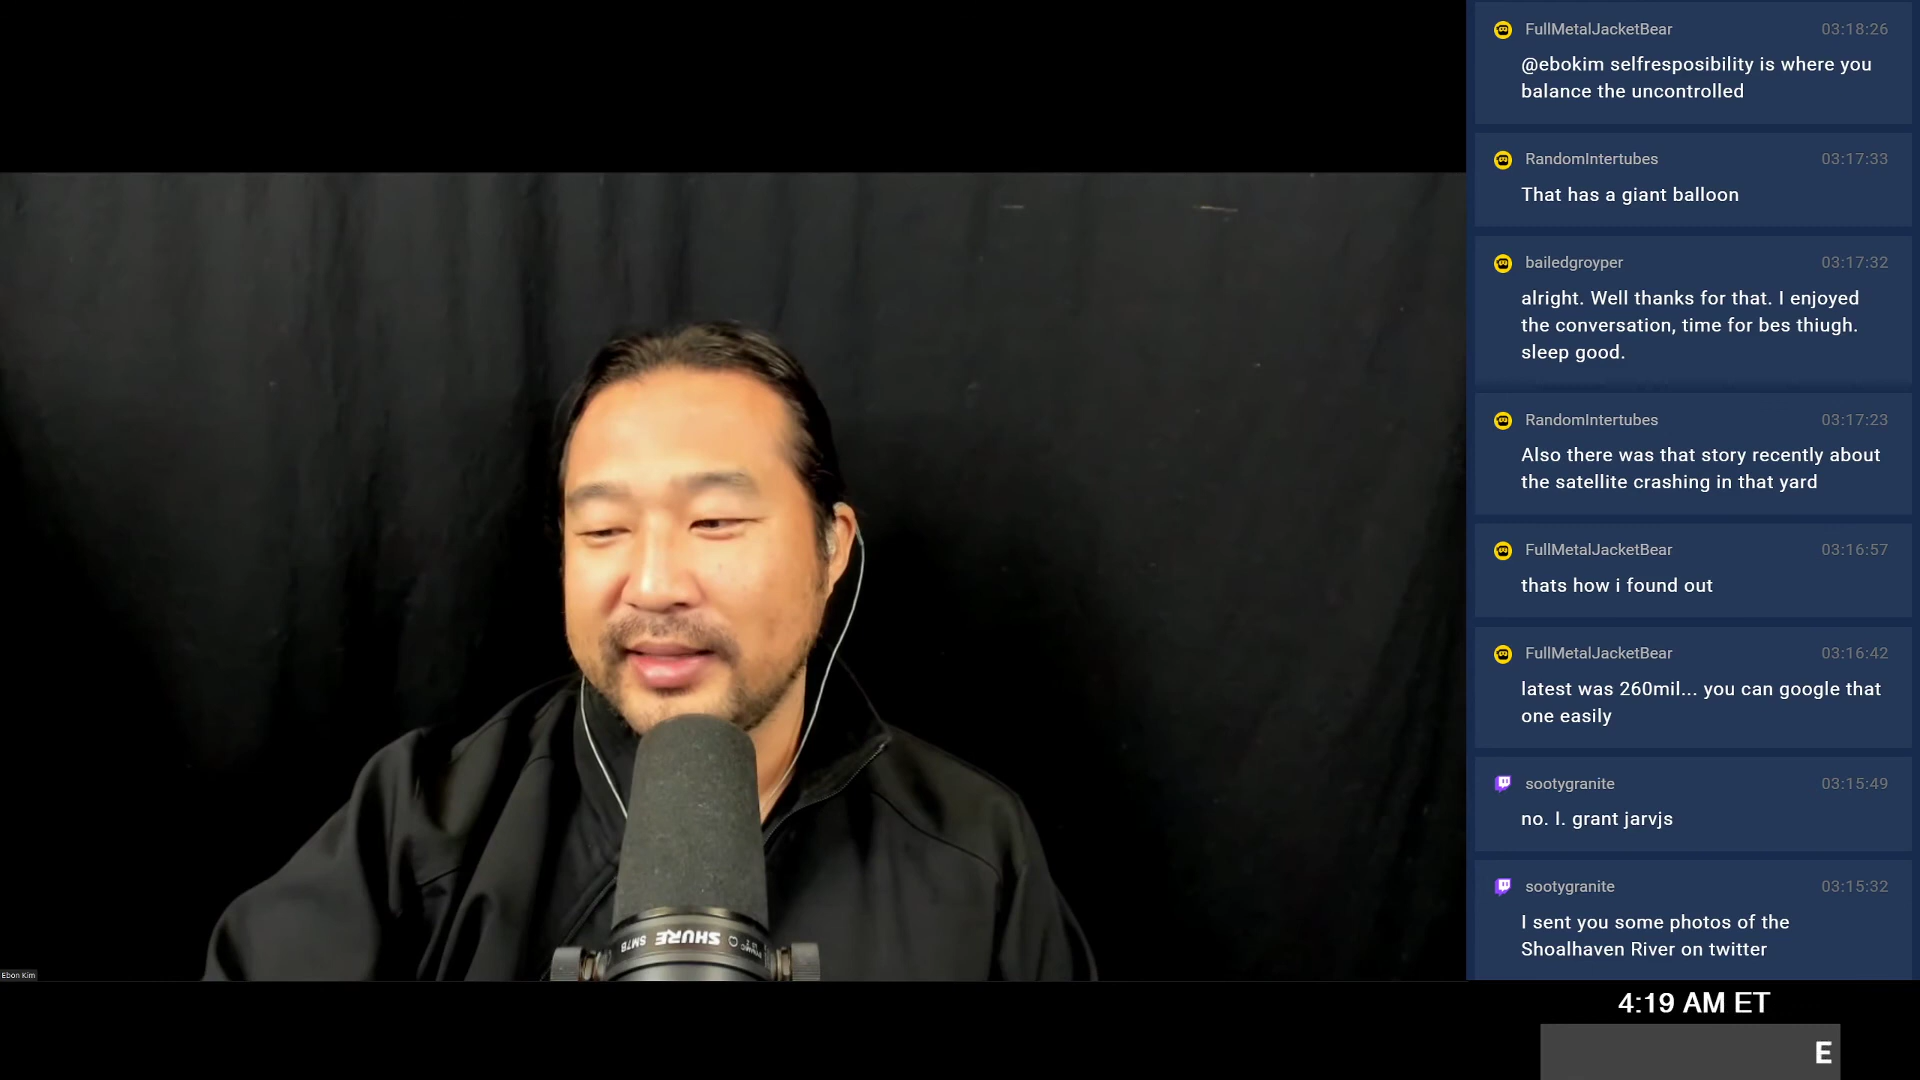 FullMetalJacketBear 03:18:26
@ebokim selfresposibility is where you
balance the uncontrolled
RandomIntertubes 03:17:33
That has a giant balloon
bailedgroyper 03:17:32
alright. Well thanks for that. I enjoyed
the conversation, time for bes thiugh.
sleep good.
RandomIntertubes 03:17:23
Also there was that story recently about
the satellite crashing in that yard
FullMetalJacketBear 03:16:57
thats how i found out
FullMetalJacketBear 03:16:42
latest was 260mil... you can google that
one easily
sootygranite 03:15:49
no. I. grant jarvjs
sootygranite 03:15:32
I sent you some photos of the
Shoalhaven River on twitter
SHURE SM7B
Ebon Kim
4:19 AM ET
E